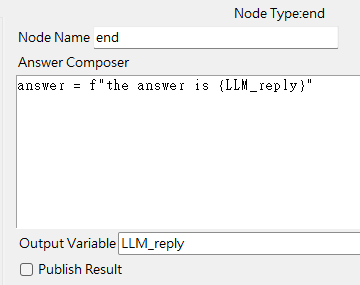 Node Type:end
Node Name end
Answer Composer
answer = f"the answer is {LLM_reply}"
Output Variable LLM_reply
Publish Result